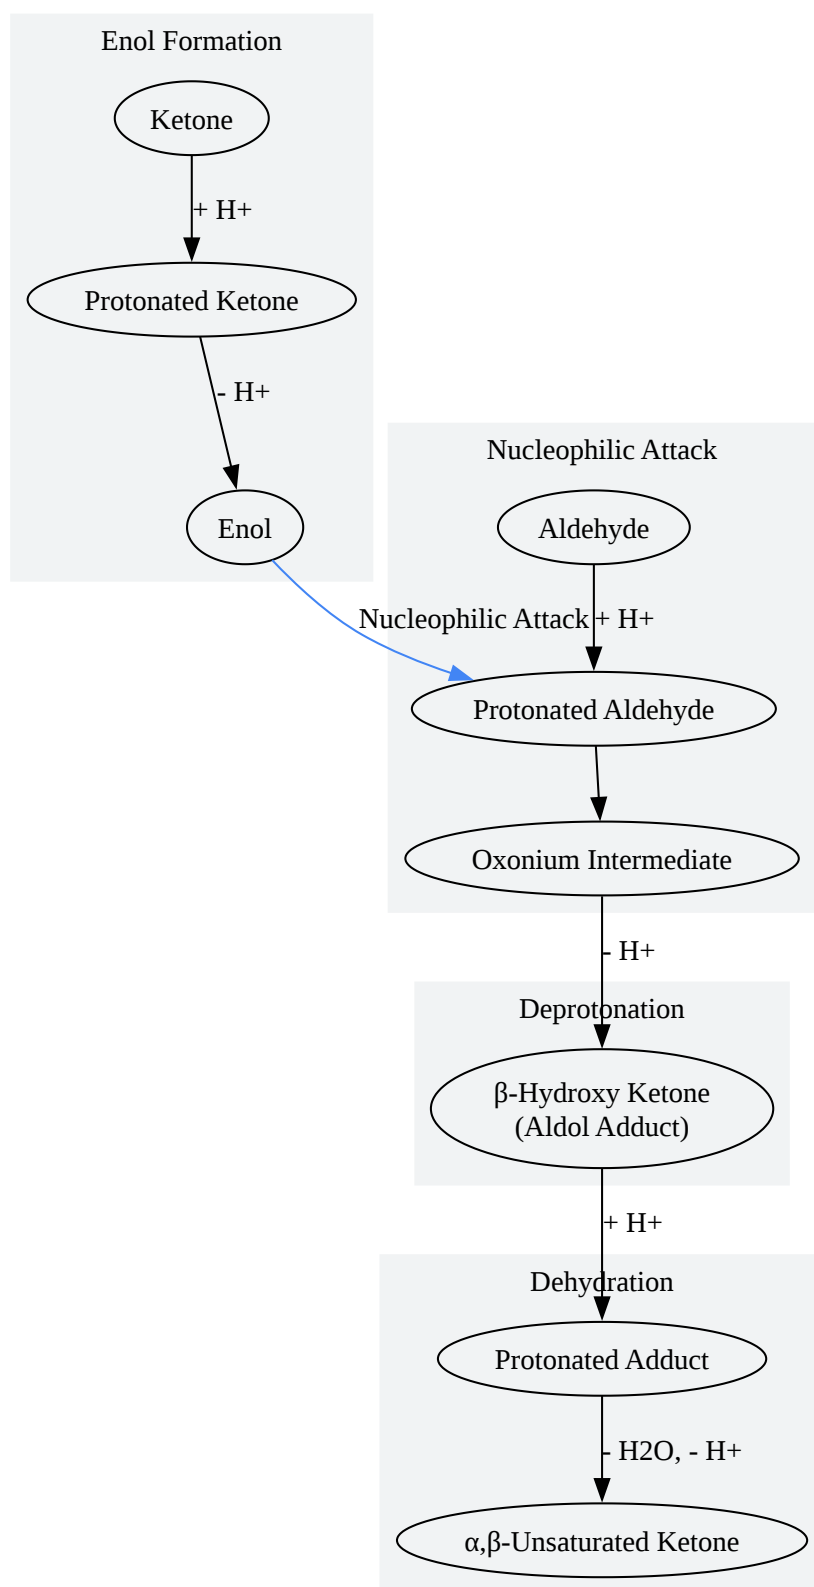 Enol Formation
Ketone
+ H+
Protonated Ketone
- H+
Enol
Nucleophilic Attack
Aldehyde
Nucleophilic Attack
+ H+
Protonated Aldehyde
Oxonium Intermediate
- H+
Deprotonation
β-Hydroxy Ketone
(Aldol Adduct)
+ H+
Dehydration
Protonated Adduct
- H2O, - H+
α,β-Unsaturated Ketone